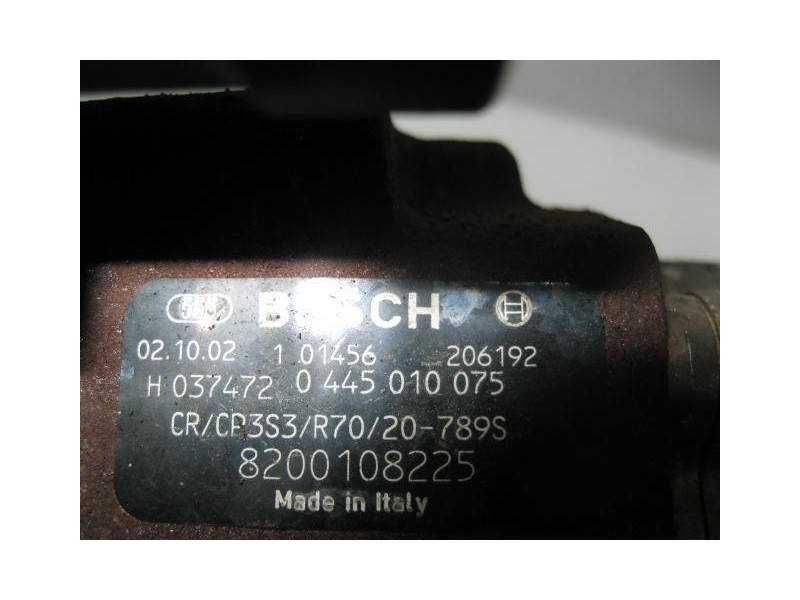 BOSCH
02.10.02 1 01456 206192
H 037472 0 445 010 075
CR/CP3S3/R70/20-789S
8200108225
Made in Italy